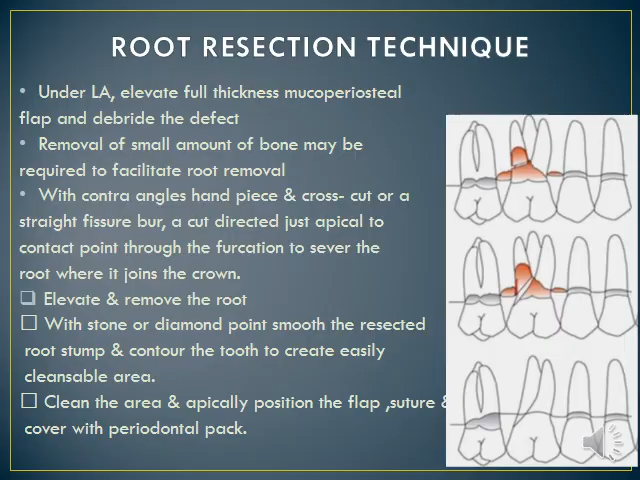 ROOT RESECTION TECHNIQUE
• Under LA, elevate full thickness mucoperiosteal
flap and debride the defect
• Removal of small amount of bone may be
required to facilitate root removal
• With contra angles hand piece & cross- cut or a
straight fissure bur, a cut directed just apical to
contact point through the furcation to sever the
root where it joins the crown.
❑ Elevate & remove the root
☐ With stone or diamond point smooth the resected
root stump & contour the tooth to create easily
cleansable area.
☐ Clean the area & apically position the flap ,suture &
cover with periodontal pack.